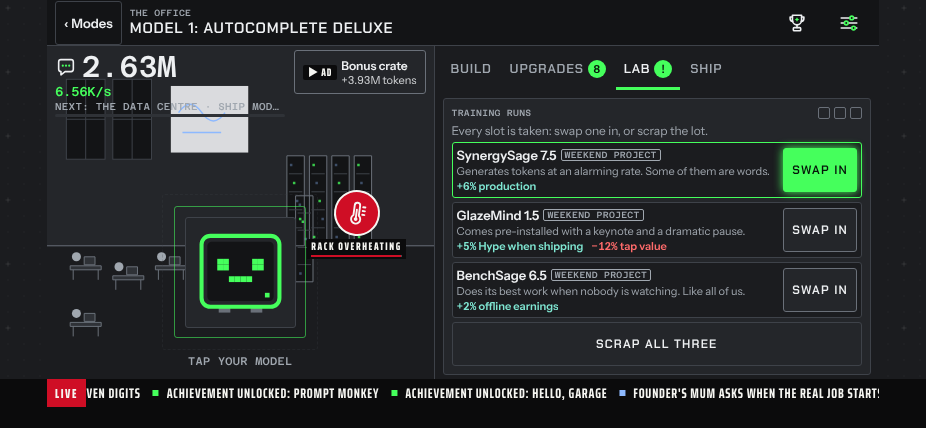 ‹ Modes
THE OFFICE
MODEL 1: AUTOCOMPLETE DELUXE
2.63M
6.56K/s
NEXT: THE DATA CENTRE · SHIP MOD…
AD
Bonus crate
+3.93M tokens
RACK OVERHEATING
TAP YOUR MODEL
BUILD
UPGRADES 8
LAB !
SHIP
TRAINING RUNS
Every slot is taken: swap one in, or scrap the lot.
SynergySage 7.5 WEEKEND PROJECT
Generates tokens at an alarming rate. Some of them are words.
+6% production
SWAP IN
GlazeMind 1.5 WEEKEND PROJECT
Comes pre-installed with a keynote and a dramatic pause.
+5% Hype when shipping −12% tap value
SWAP IN
BenchSage 6.5 WEEKEND PROJECT
Does its best work when nobody is watching. Like all of us.
+2% offline earnings
SWAP IN
SCRAP ALL THREE
LIVE
VEN DIGITS ACHIEVEMENT UNLOCKED: PROMPT MONKEY ACHIEVEMENT UNLOCKED: HELLO, GARAGE FOUNDER'S MUM ASKS WHEN THE REAL JOB START